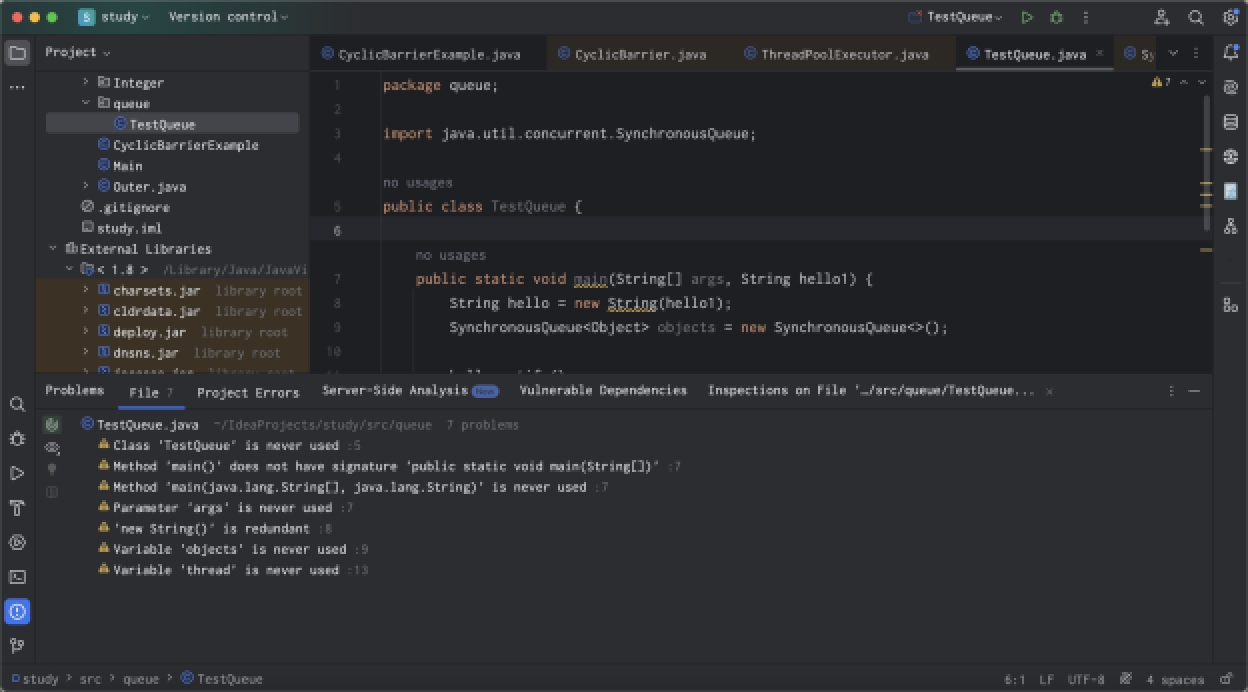 S study Version control TestQueue
Project
CyclicBarrierExample.java CyclicBarrier.java ThreadPoolExecutor.java TestQueue.java × Sy
Integer
queue
TestQueue
CyclicBarrierExample
Main
Outer.java
.gitignore
study.iml
External Libraries
< 1.8 > /Library/Java/JavaVi
charsets.jar library root
cldrdata.jar library root
deploy.jar library root
dnsns.jar library root
7
1 package queue;
2
3 import java.util.concurrent.SynchronousQueue;
4
no usages
5 public class TestQueue {
6
no usages
7 public static void main(String[] args, String hello1) {
8 String hello = new String(hello1);
9 SynchronousQueue<Object> objects = new SynchronousQueue<>();
10
Problems File 7 Project Errors Server-Side Analysis New Vulnerable Dependencies Inspections on File '…/src/queue/TestQueue... ×
TestQueue.java ~/IdeaProjects/study/src/queue 7 problems
Class 'TestQueue' is never used :5
Method 'main()' does not have signature 'public static void main(String[])' :7
Method 'main(java.lang.String[], java.lang.String)' is never used :7
Parameter 'args' is never used :7
'new String()' is redundant :8
Variable 'objects' is never used :9
Variable 'thread' is never used :13
study > src > queue > TestQueue 6:1 LF UTF-8 4 spaces